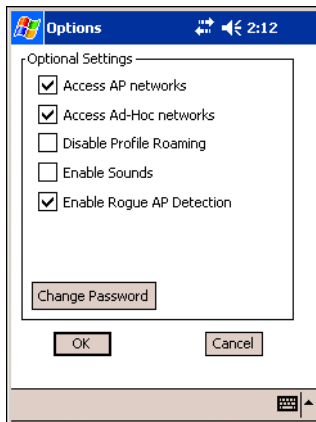 Options 2:12
Optional Settings
Access AP networks
Access Ad-Hoc networks
Disable Profile Roaming
Enable Sounds
Enable Rogue AP Detection
Change Password
OK Cancel